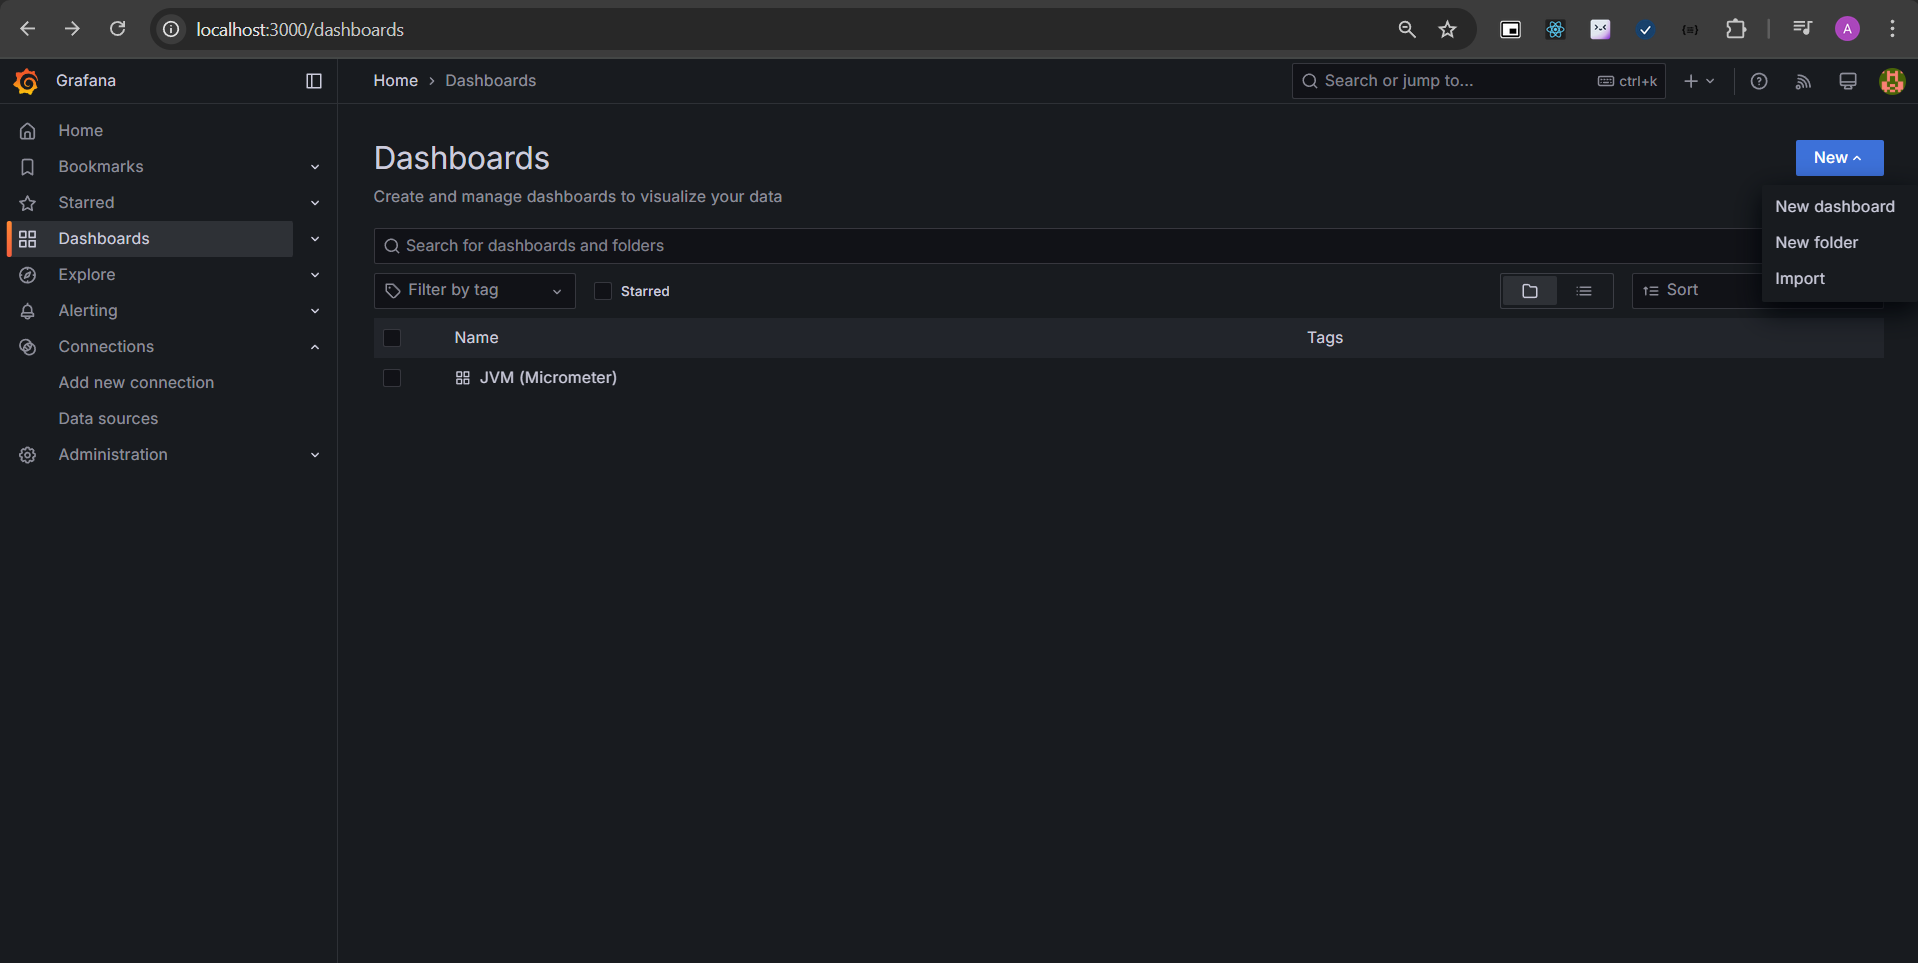 localhost:3000/dashboards
A
Grafana
Home > Dashboards
Search or jump to...
ctrl+k
Home
Bookmarks
Starred
Dashboards
Explore
Alerting
Connections
Add new connection
Data sources
Administration
Dashboards
Create and manage dashboards to visualize your data
New
New dashboard
New folder
Import
Search for dashboards and folders
Filter by tag
Starred
Sort
Name
Tags
JVM (Micrometer)